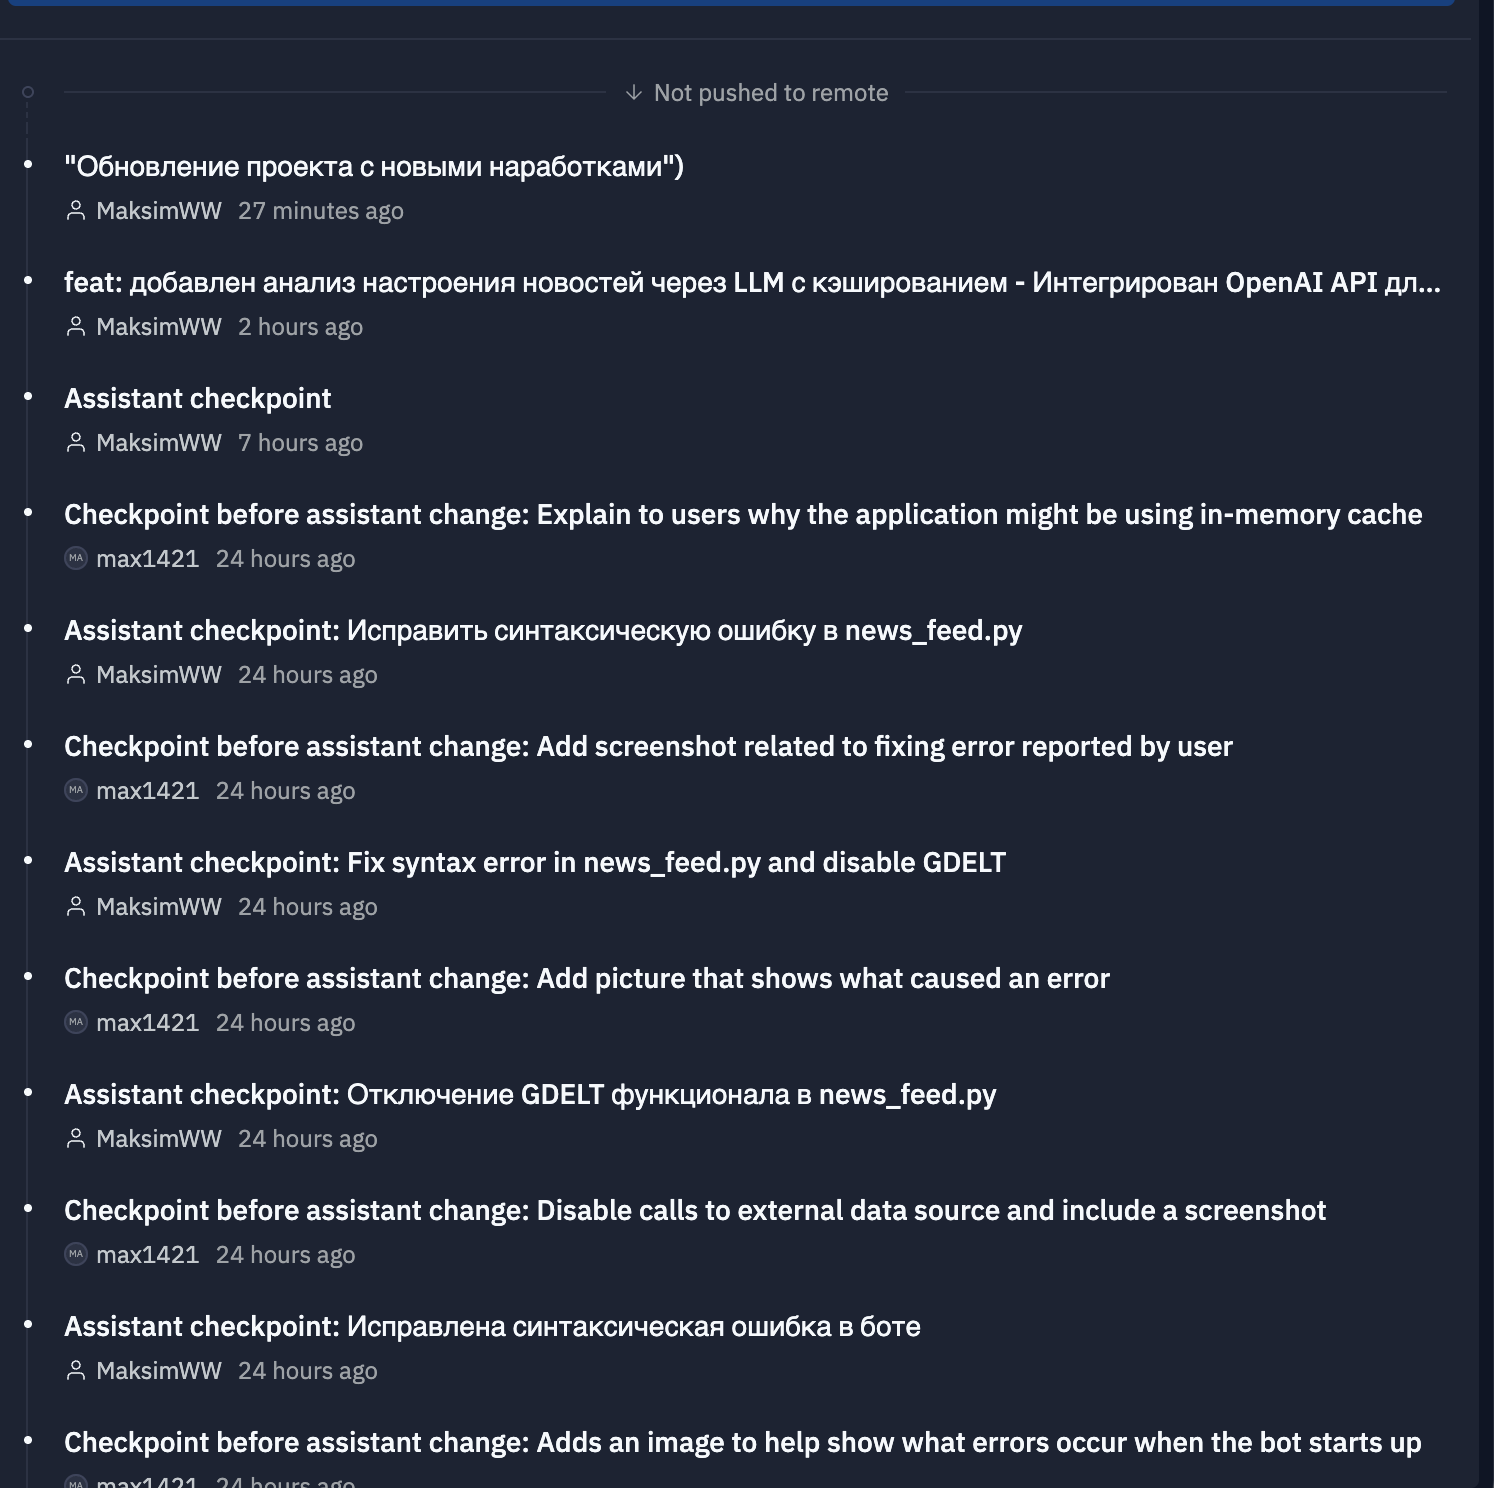 ↓ Not pushed to remote
"Обновление проекта с новыми наработками")
MaksimWW 27 minutes ago
feat: добавлен анализ настроения новостей через LLM с кэшированием - Интегрирован OpenAI API дл...
MaksimWW 2 hours ago
Assistant checkpoint
MaksimWW 7 hours ago
Checkpoint before assistant change: Explain to users why the application might be using in-memory cache
MA max1421 24 hours ago
Assistant checkpoint: Исправить синтаксическую ошибку в news_feed.py
MaksimWW 24 hours ago
Checkpoint before assistant change: Add screenshot related to fixing error reported by user
MA max1421 24 hours ago
Assistant checkpoint: Fix syntax error in news_feed.py and disable GDELT
MaksimWW 24 hours ago
Checkpoint before assistant change: Add picture that shows what caused an error
MA max1421 24 hours ago
Assistant checkpoint: Отключение GDELT функционала в news_feed.py
MaksimWW 24 hours ago
Checkpoint before assistant change: Disable calls to external data source and include a screenshot
MA max1421 24 hours ago
Assistant checkpoint: Исправлена синтаксическая ошибка в боте
MaksimWW 24 hours ago
Checkpoint before assistant change: Adds an image to help show what errors occur when the bot starts up
MA max1421 24 hours ago